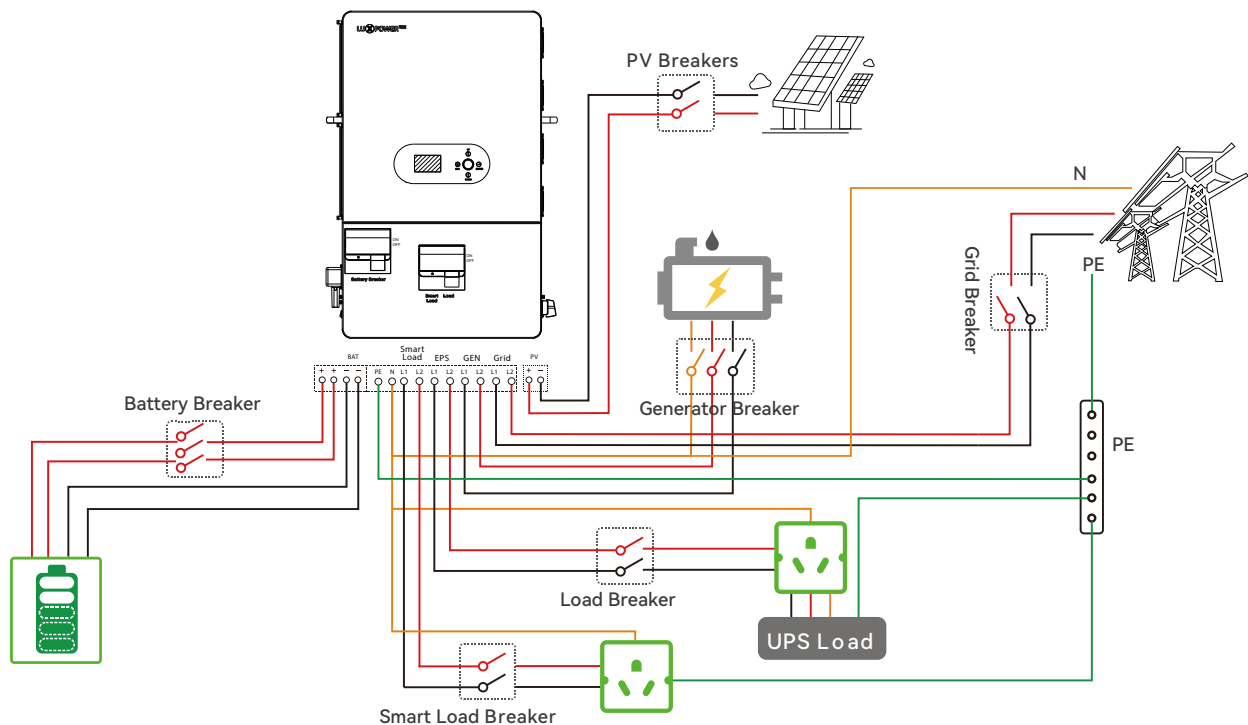 LUXPOWERTEK
PV Breakers
N
PE
Grid Breaker
ON
OFF
Battery Breaker
ON
OFF
Smart
Load
Load
BAT
Smart
Load
EPS
GEN
Grid
PV
+ + − −
PE N L1 L2 L1 L2 L1 L2 L1 L2
+ −
Battery Breaker
Generator Breaker
PE
Load Breaker
UPS Load
Smart Load Breaker